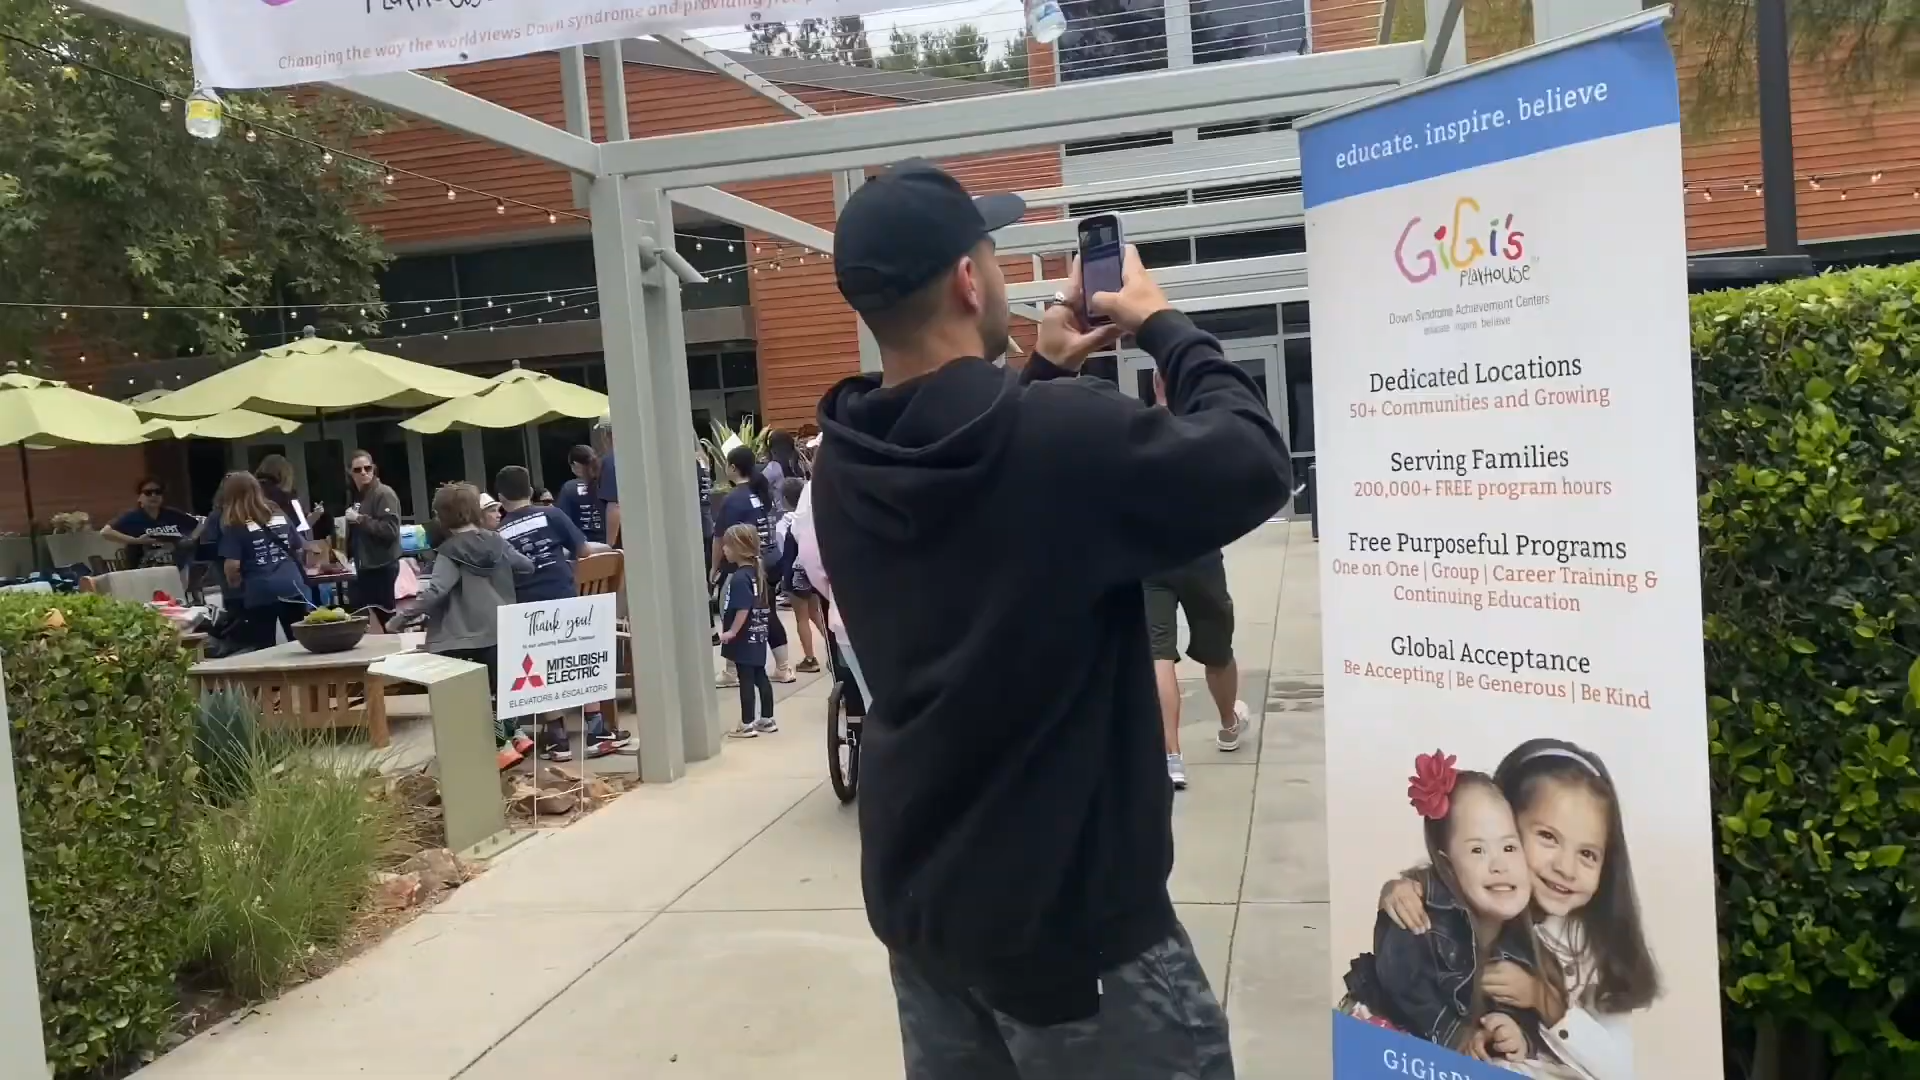 Playhouse
Changing the way the world views Down syndrome and providing free
educate. inspire. believe
GiGi's
PLAYHOUSE
Down Syndrome Achievement Centers
educate inspire believe
Dedicated Locations
50+ Communities and Growing
Serving Families
200,000+ FREE program hours
Free Purposeful Programs
One on One | Group | Career Training &
Continuing Education
Global Acceptance
Be Accepting | Be Generous | Be Kind
Thank you!
MITSUBISHI
ELECTRIC
ELEVATORS & ESCALATORS